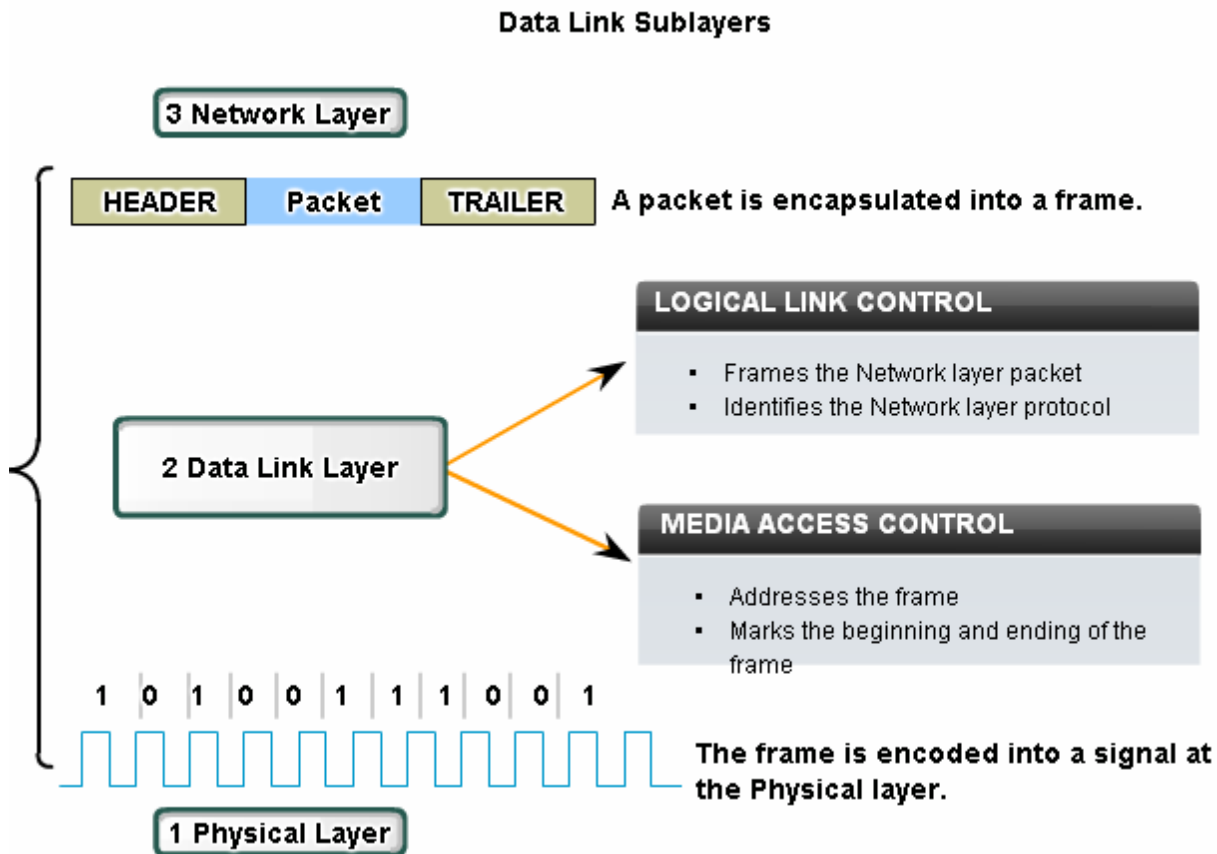 Data Link Sublayers
3 Network Layer
HEADER Packet TRAILER A packet is encapsulated into a frame.
LOGICAL LINK CONTROL
▪ Frames the Network layer packet
▪ Identifies the Network layer protocol
2 Data Link Layer
MEDIA ACCESS CONTROL
▪ Addresses the frame
▪ Marks the beginning and ending of the
frame
1 0 1 0 0 1 1 1 0 0 1
The frame is encoded into a signal at
the Physical layer.
1 Physical Layer